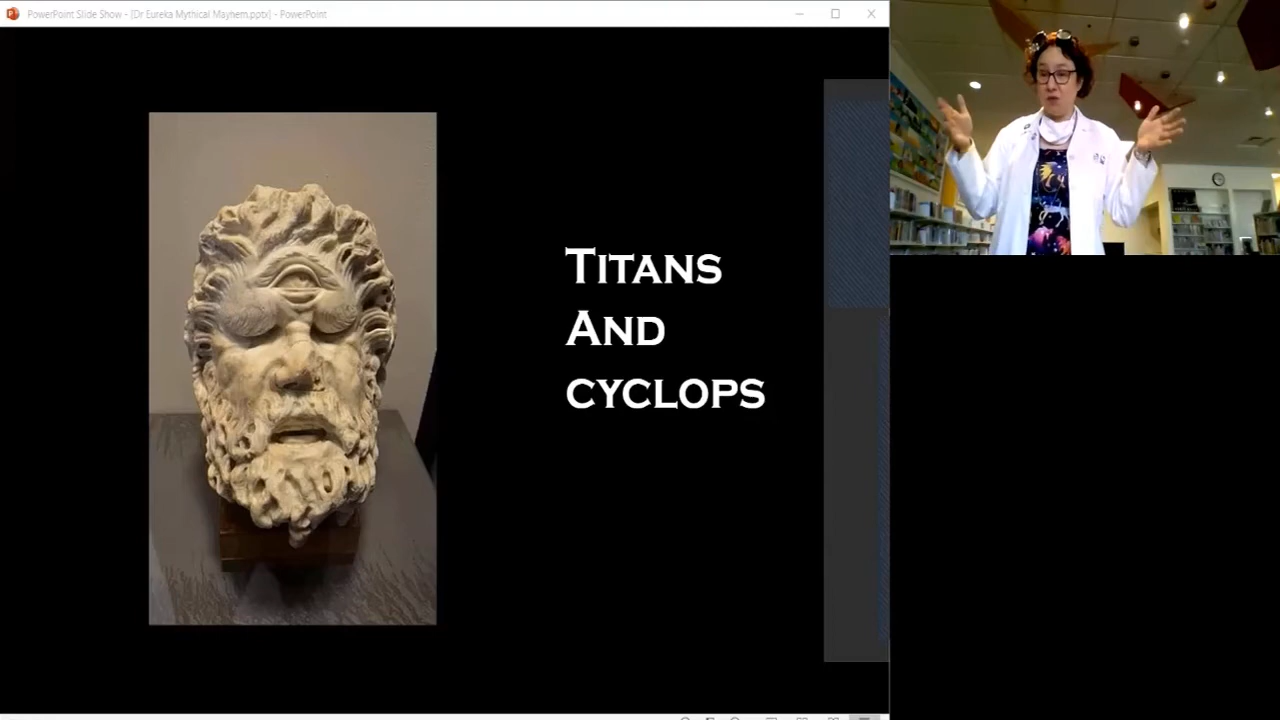 PowerPoint Slide Show - [Dr Eureka Mythical Mayhem.pptx] - PowerPoint
TITANS
AND
CYCLOPS